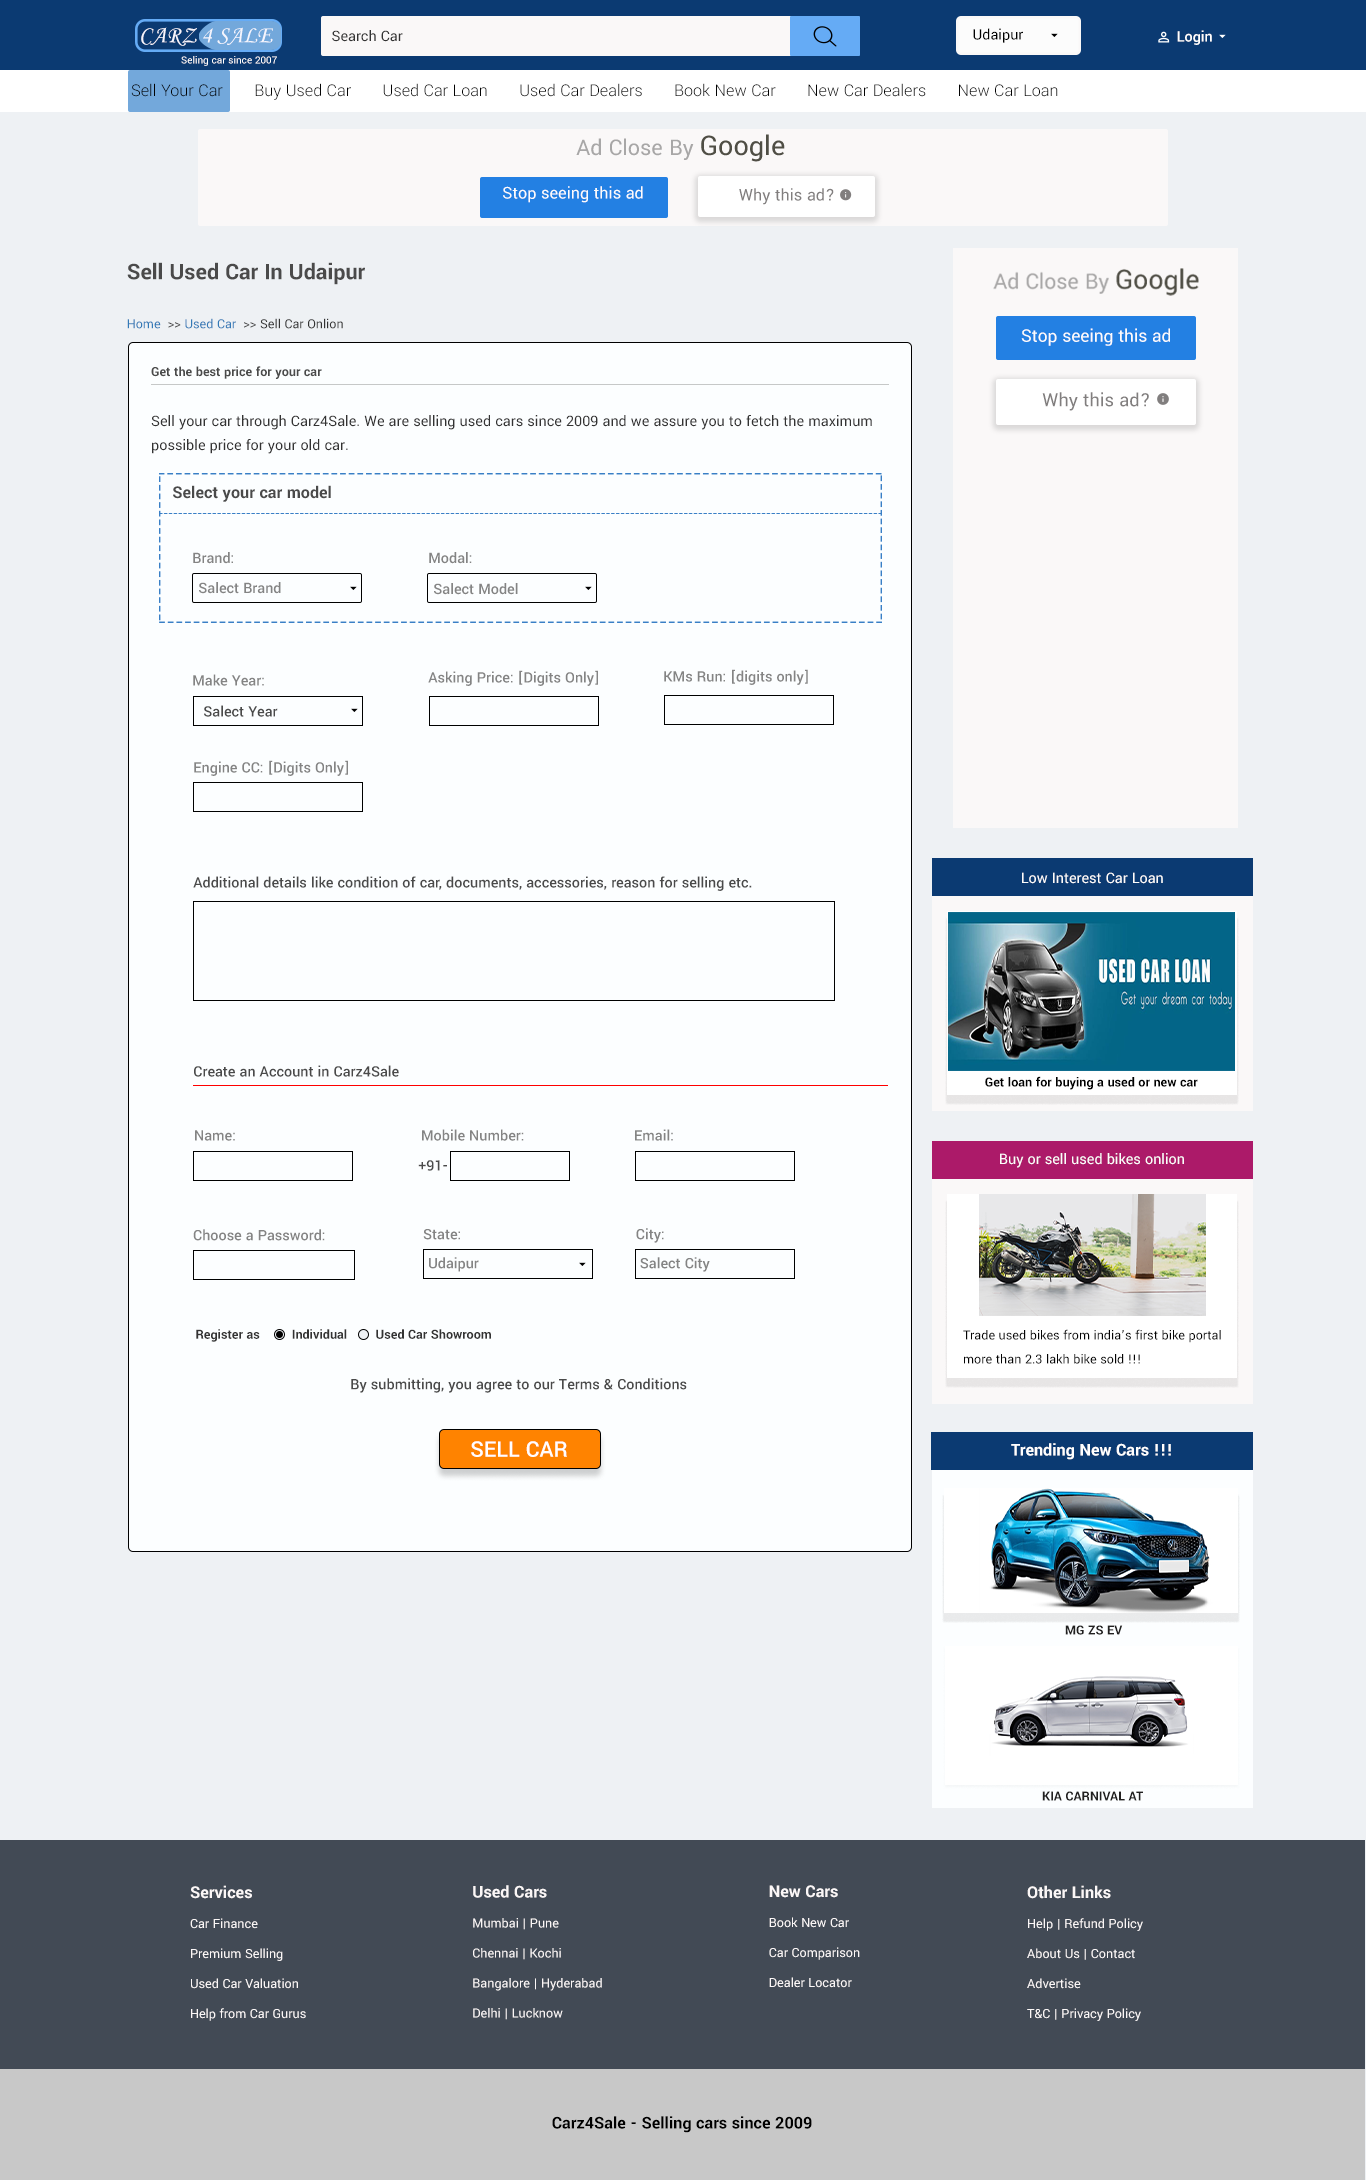 CARZ 4 SALE
Seling car since 2007
Search Car
Udaipur
Login
Sell Your Car
Buy Used Car
Used Car Loan
Used Car Dealers
Book New Car
New Car Dealers
New Car Loan
Ad Close By Google
Stop seeing this ad
Why this ad?
Sell Used Car In Udaipur
Home >> Used Car >> Sell Car Onlion
Get the best price for your car
Sell your car through Carz4Sale. We are selling used cars since 2009 and we assure you to fetch the maximum
possible price for your old car.
Select your car model
Brand:
Modal:
Select Brand
Select Model
Make Year:
Asking Price: [Digits Only]
KMs Run: [digits only]
Select Year
Engine CC: [Digits Only]
Additional details like condition of car, documents, accessories, reason for selling etc.
Create an Account in Carz4Sale
Name:
Mobile Number:
Email:
+91-
Choose a Password:
State:
City:
Udaipur
Salect City
Register as
Individual
Used Car Showroom
By submitting, you agree to our Terms & Conditions
SELL CAR
Ad Close By Google
Stop seeing this ad
Why this ad?
Low Interest Car Loan
USED CAR LOAN
Get your dream car today
Get loan for buying a used or new car
Buy or sell used bikes onlion
Trade used bikes from india's first bike portal
more than 2.3 lakh bike sold !!!
Trending New Cars !!!
MG ZS EV
KIA CARNIVAL AT
Services
Car Finance
Premium Selling
Used Car Valuation
Help from Car Gurus
Used Cars
Mumbai | Pune
Chennai | Kochi
Bangalore | Hyderabad
Delhi | Lucknow
New Cars
Book New Car
Car Comparison
Dealer Locator
Other Links
Help | Refund Policy
About Us | Contact
Advertise
T&C | Privacy Policy
Carz4Sale - Selling cars since 2009